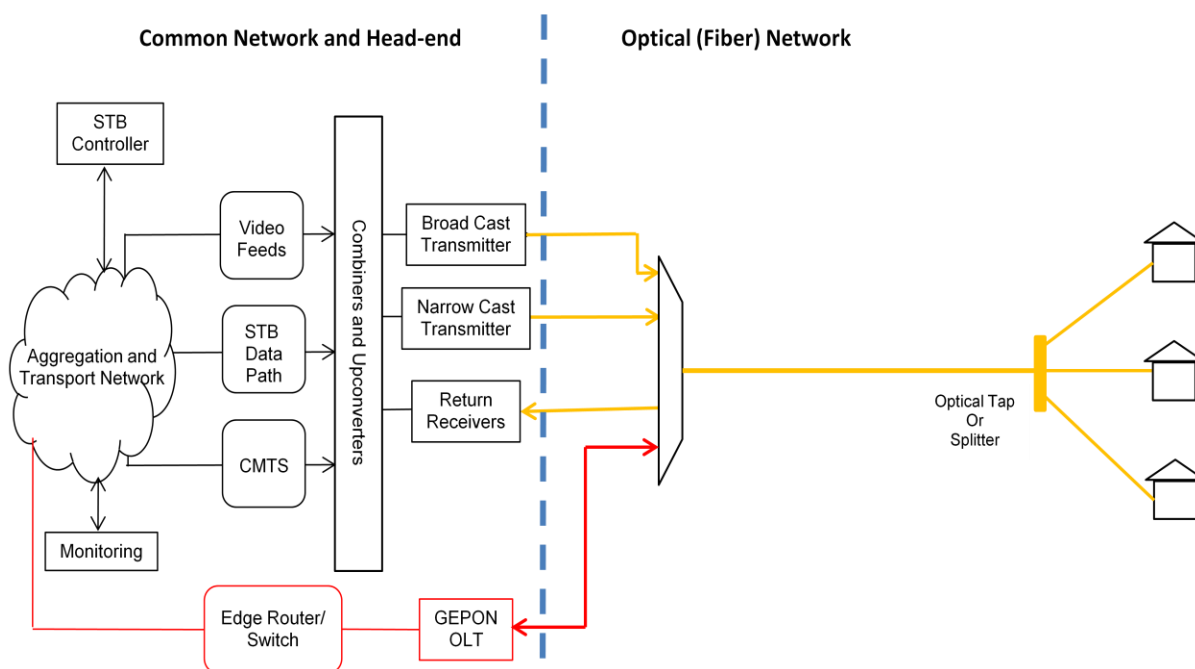 Common Network and Head-end
Optical (Fiber) Network
STB
Controller
Video
Feeds
Broad Cast
Transmitter
Combiners and Upconverters
Narrow Cast
Transmitter
STB
Data
Path
Aggregation and
Transport Network
Return
Receivers
Optical Tap
Or
Splitter
CMTS
Monitoring
Edge Router/
Switch
GEPON
OLT